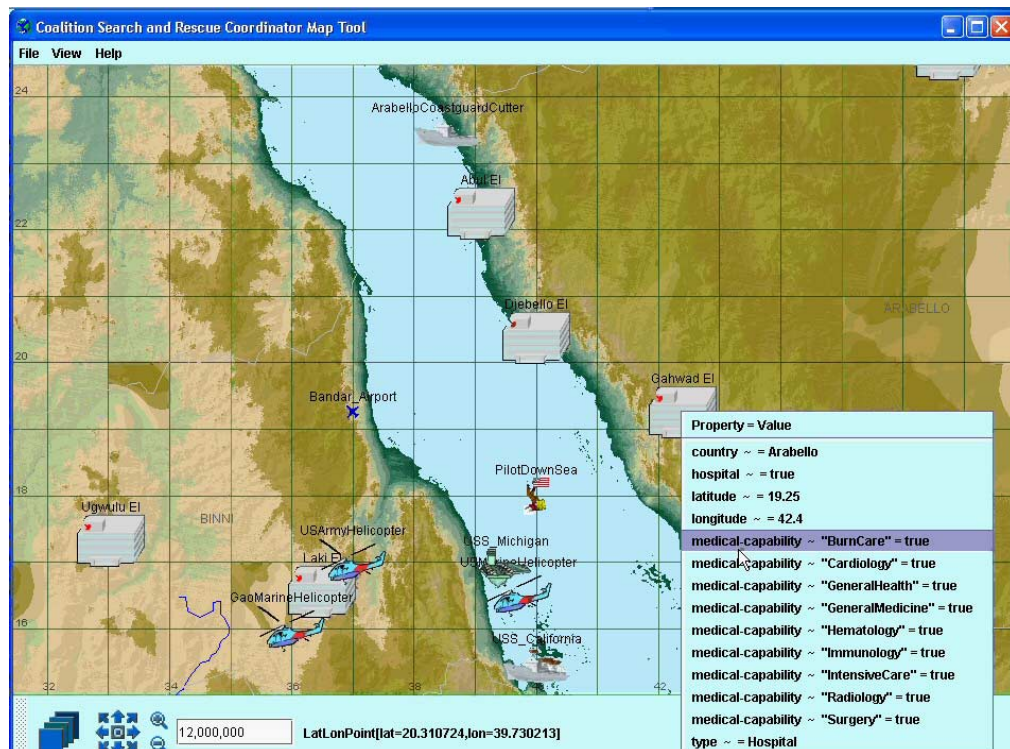 Coalition Search and Rescue Coordinator Map Tool
File View Help
24
ArabelloCoastguardCutter
Abul El
22
Djebello El
ARABELLO
20
Gahwad El
Bandar_Airport
Property = Value
country ~ = Arabello
hospital ~ = true
latitude ~ = 19.25
longitude ~ = 42.4
medical-capability ~ "BurnCare" = true
medical-capability ~ "Cardiology" = true
medical-capability ~ "GeneralHealth" = true
medical-capability ~ "GeneralMedicine" = true
medical-capability ~ "Hematology" = true
medical-capability ~ "Immunology" = true
medical-capability ~ "IntensiveCare" = true
medical-capability ~ "Radiology" = true
medical-capability ~ "Surgery" = true
type ~ = Hospital
PilotDownSea
18
Ugwulu El
BINNI
USArmyHelicopter
USS_Michigan
Laki El
USMarineHelicopter
GaoMarineHelicopter
16
USS_California
32 34 36 38 40 42
12,000,000
LatLonPoint[lat=20.310724,lon=39.730213]